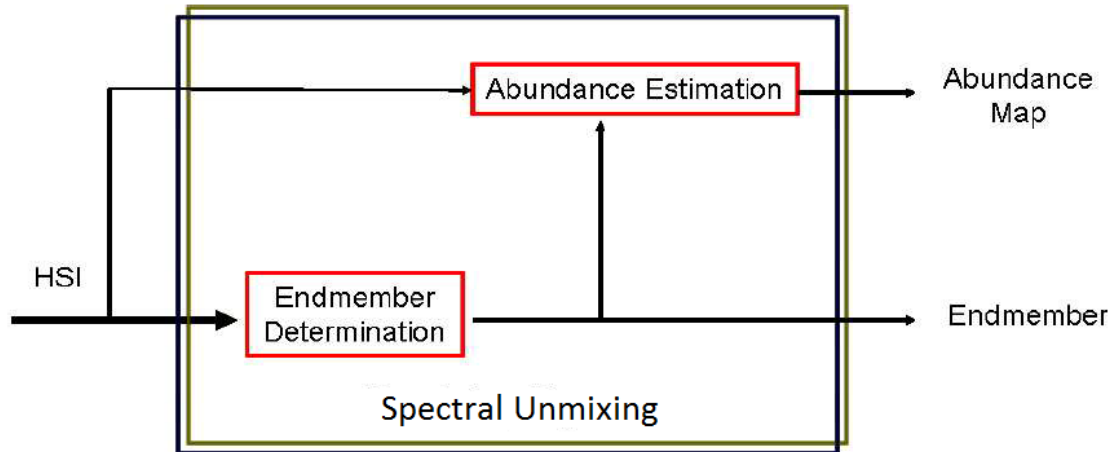 Abundance Estimation
Abundance
Map
HSI
Endmember
Determination
Endmember
Spectral Unmixing